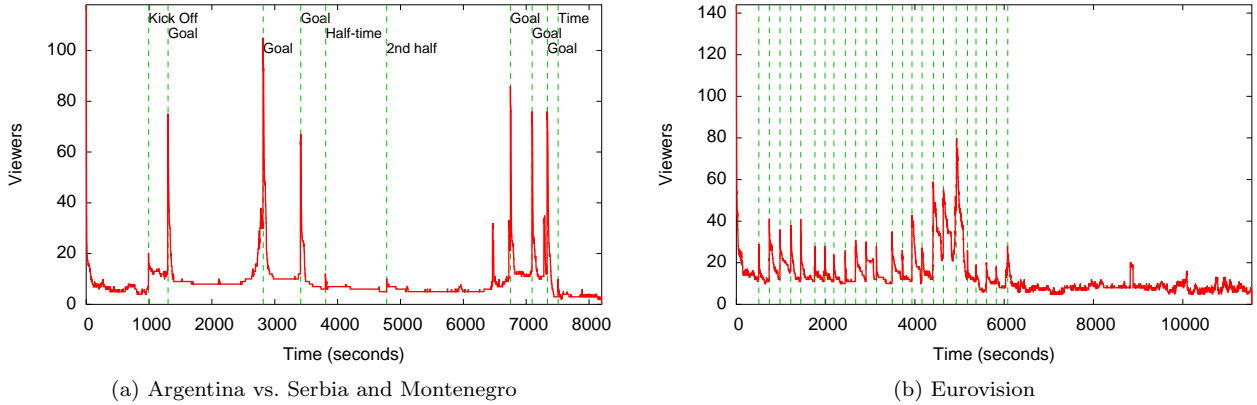 Kick Off Goal Goal Time
Goal Half-time Goal
Goal 2nd half Goal
120
100
80
60
40
20
0
Viewers
0 1000 2000 3000 4000 5000 6000 7000 8000
Time (seconds)
(a) Argentina vs. Serbia and Montenegro
140
120
100
80
60
40
20
0
Viewers
0 2000 4000 6000 8000 10000
Time (seconds)
(b) Eurovision